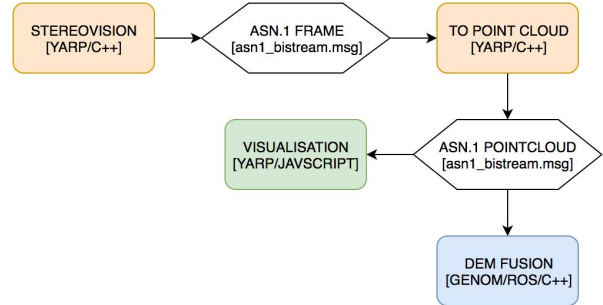 STEREOVISION
[YARP/C++]
ASN.1 FRAME
[asn1_bistream.msg]
TO POINT CLOUD
[YARP/C++]
VISUALISATION
[YARP/JAVSCRIPT]
ASN.1 POINTCLOUD
[asn1_bistream.msg]
DEM FUSION
[GENOM/ROS/C++]